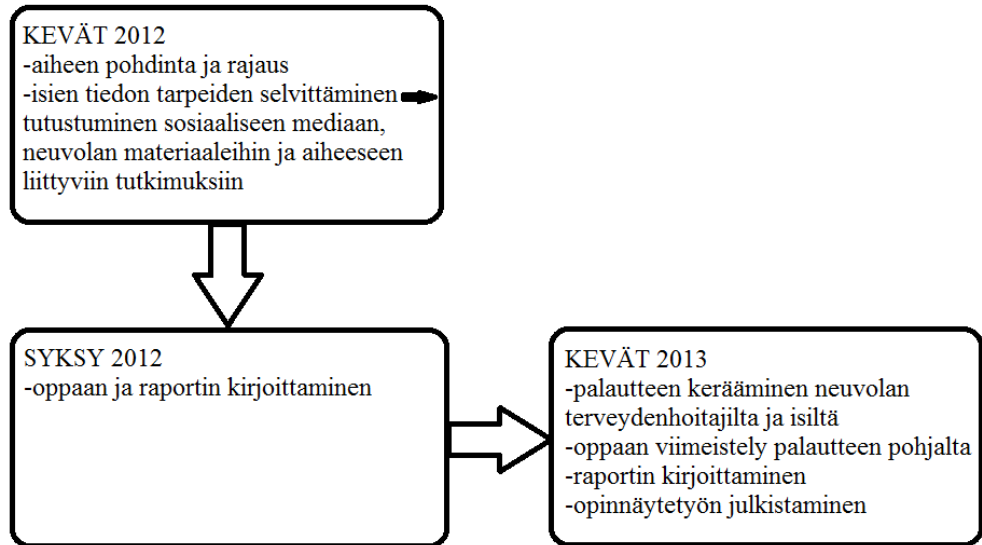 KEVÄT 2012
-aiheen pohdinta ja rajaus
-isien tiedon tarpeiden selvittäminen
tutustuminen sosiaaliseen mediaan,
neuvolan materiaaleihin ja aiheeseen
liittyviin tutkimuksiin
SYKSY 2012
-oppaan ja raportin kirjoittaminen
KEVÄT 2013
-palautteen kerääminen neuvolan
terveydenhoitajilta ja isiltä
-oppaan viimeistely palautteen pohjalta
-raportin kirjoittaminen
-opinnäytetyön julkistaminen